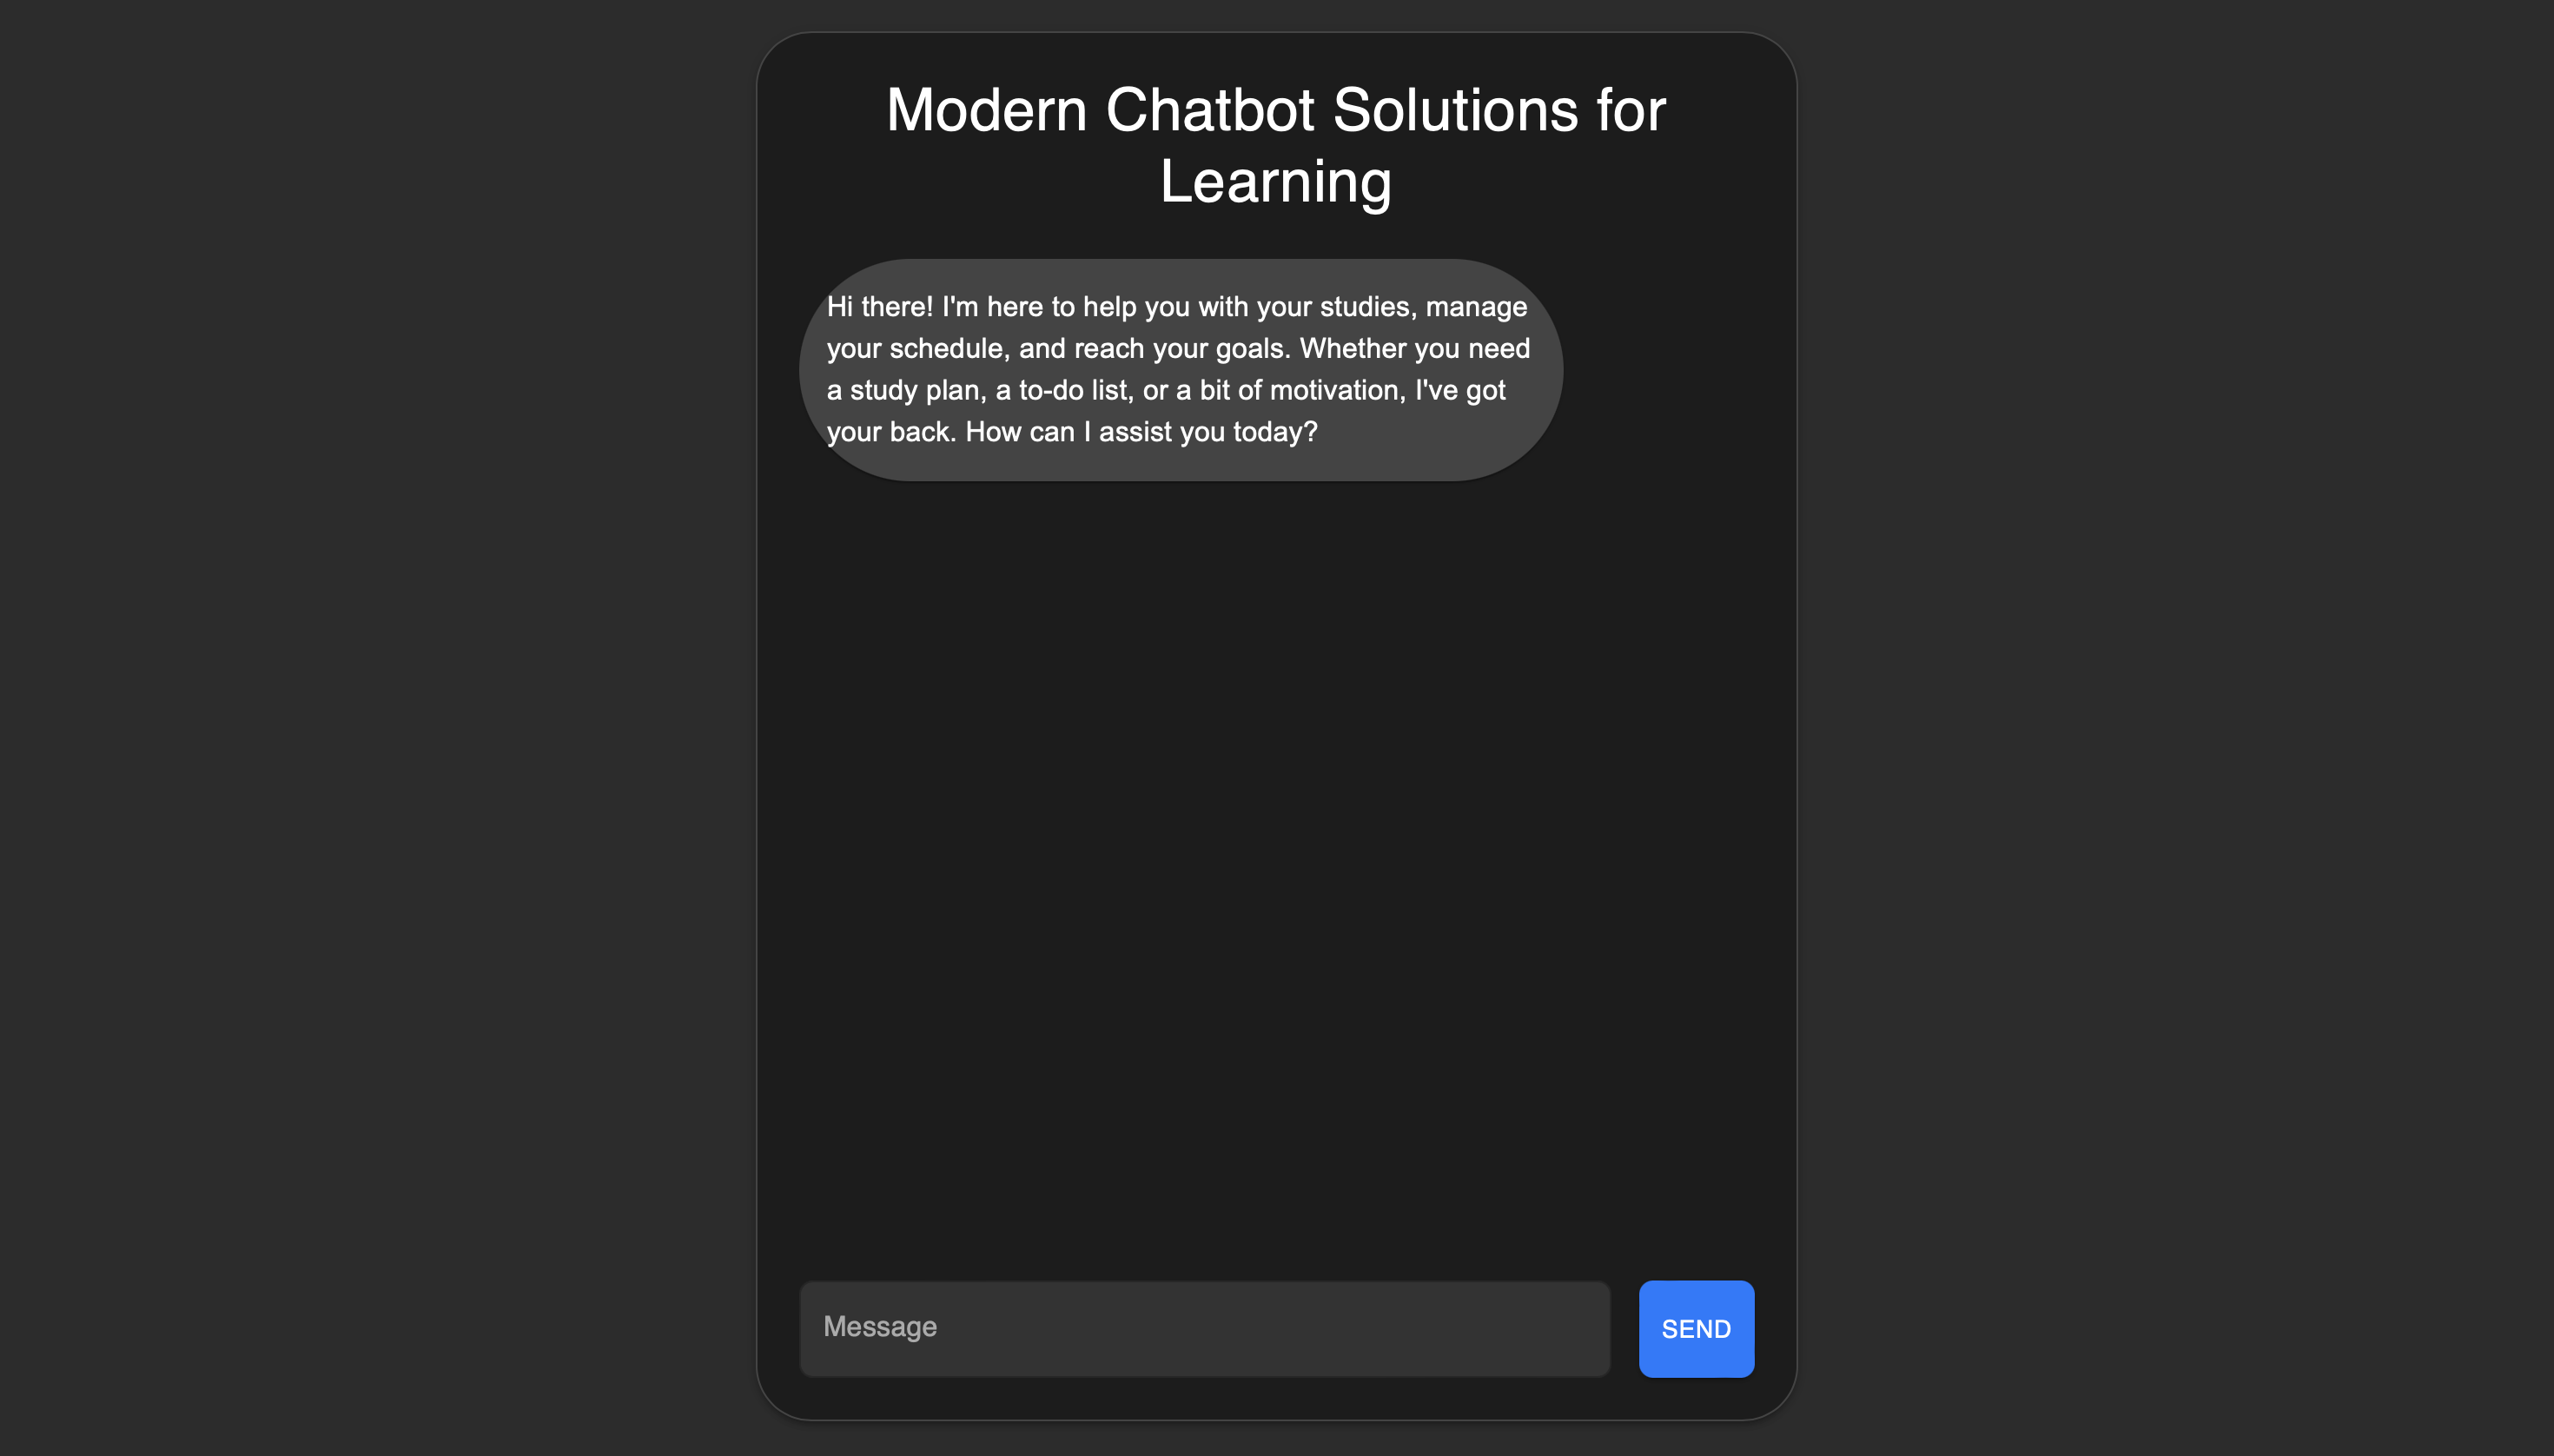 Modern Chatbot Solutions for
Learning
Hi there! I'm here to help you with your studies, manage
your schedule, and reach your goals. Whether you need
a study plan, a to-do list, or a bit of motivation, I've got
your back. How can I assist you today?
Message
SEND